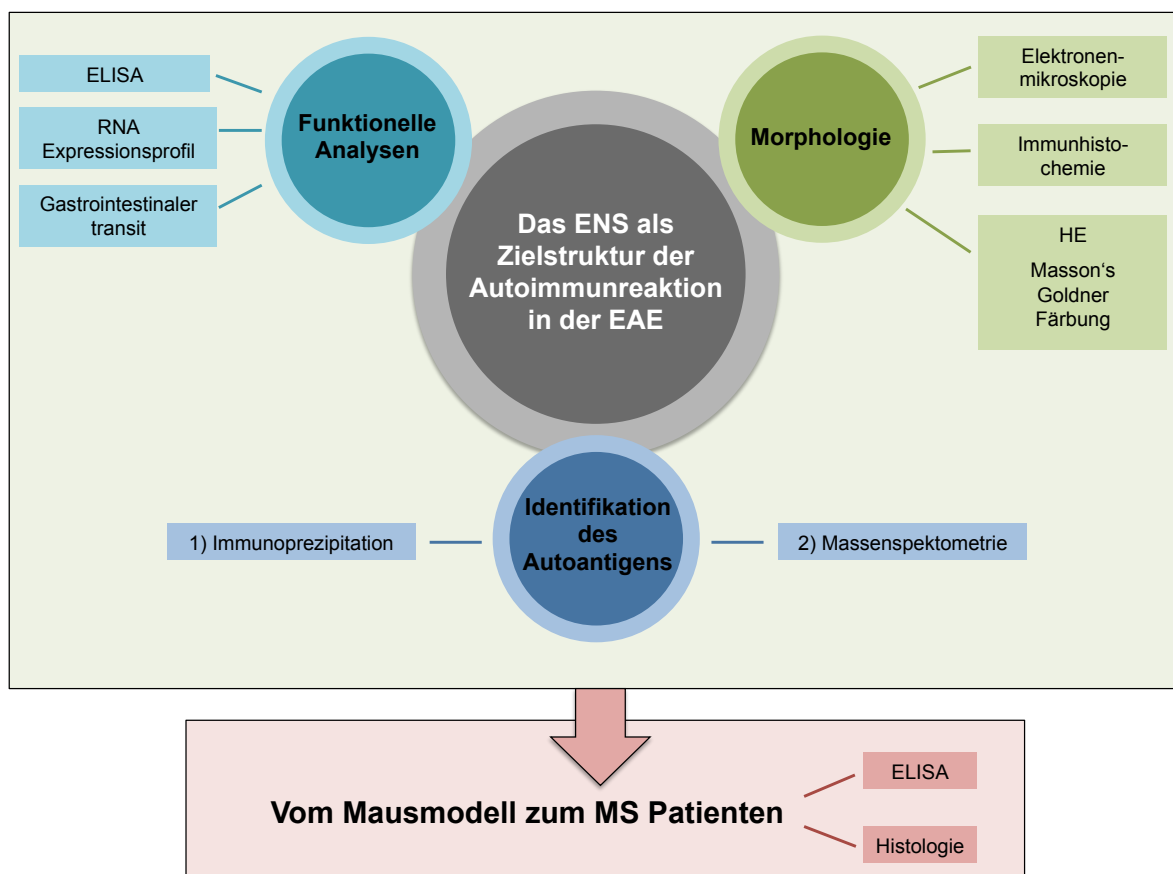 ELISA
RNA
Expressionsprofil
Gastrointestinaler
transit
Funktionelle
Analysen
Das ENS als
Zielstruktur der
Autoimmunreaktion
in der EAE
Morphologie
Elektronen-
mikroskopie
Immunhisto-
chemie
HE
Masson‘s
Goldner
Färbung
1) Immunoprezipitation
Identifikation
des
Autoantigens
2) Massenspektometrie
Vom Mausmodell zum MS Patienten
ELISA
Histologie